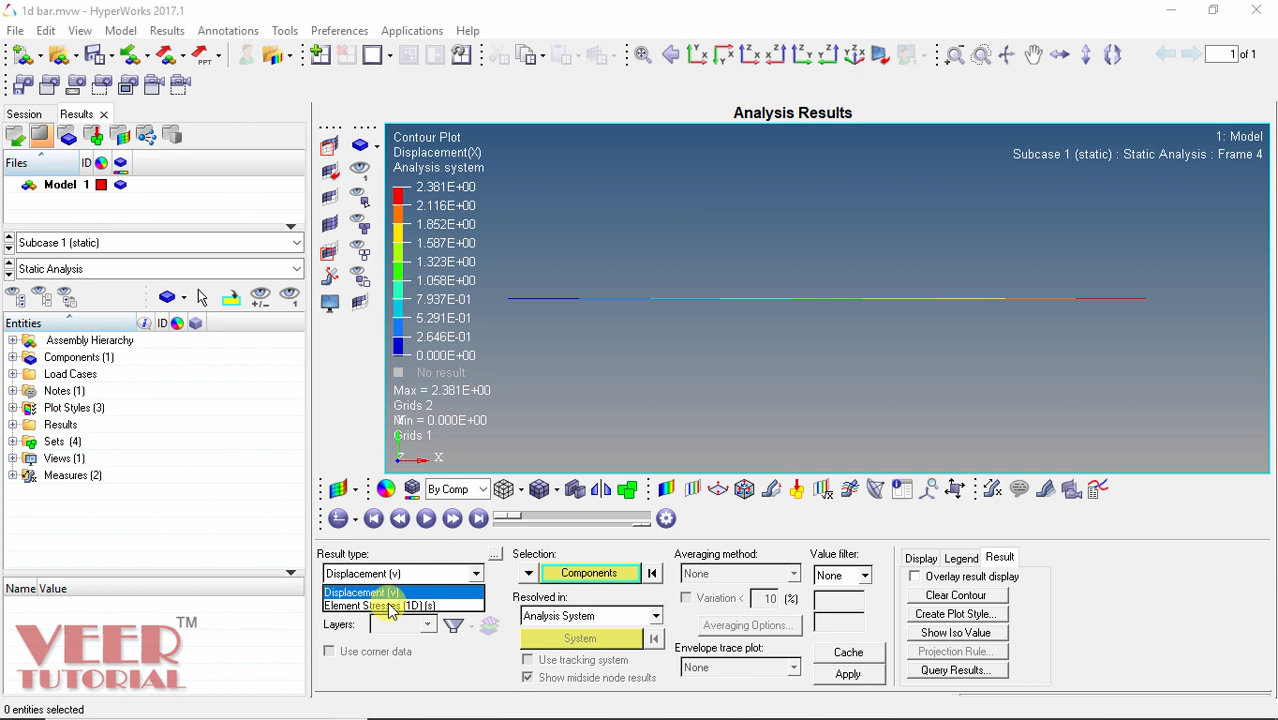 1d bar.mvw - HyperWorks 2017.1
File Edit View Model Results Annotations Tools Preferences Applications Help
PPT
1 of 1
Session Results
Analysis Results
Files ID
Model 1
Subcase 1 (static)
Static Analysis
Entities ID
Assembly Hierarchy
Components (1)
Load Cases
Notes (1)
Plot Styles (3)
Results
Sets (4)
Views (1)
Measures (2)
Name Value
VEER TM
TUTORIAL
0 entities selected
Contour Plot
Displacement(X)
Analysis system
2.381E+00
2.116E+00
1.852E+00
1.587E+00
1.323E+00
1.058E+00
7.937E-01
5.291E-01
2.646E-01
0.000E+00
No result
Max = 2.381E+00
Grids 2
Min = 0.000E+00
Grids 1
Y
Z X
1: Model
Subcase 1 (static) : Static Analysis : Frame 4
By Comp
Result type:
Displacement (v)
Displacement (v)
Element Stresses (1D) (s)
Layers:
Use corner data
Selection:
Components
Resolved in:
Analysis System
System
Use tracking system
Show midside node results
Averaging method:
None
Variation < 10 (%)
Averaging Options...
Envelope trace plot:
None
Value filter:
None
Cache
Apply
Display Legend Result
Overlay result display
Clear Contour
Create Plot Style...
Show Iso Value
Projection Rule...
Query Results...